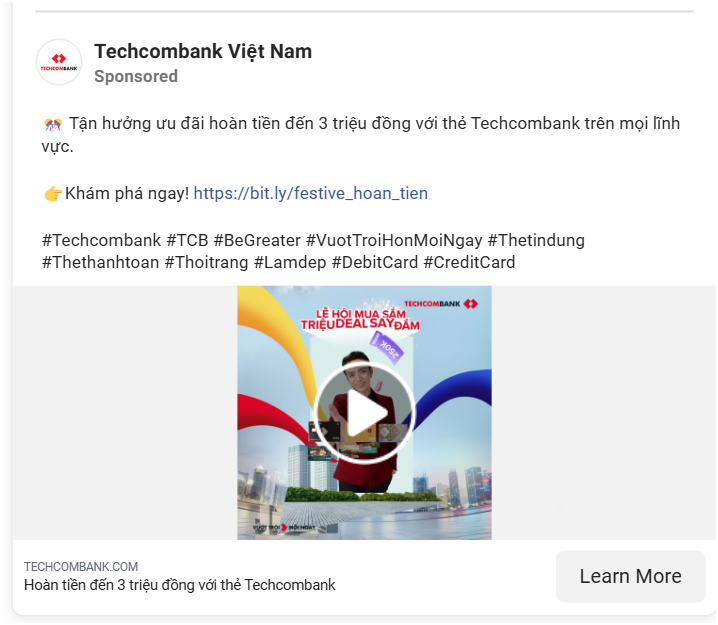 TECHCOMBANK
Techcombank Việt Nam
Sponsored
🎊 Tận hưởng ưu đãi hoàn tiền đến 3 triệu đồng với thẻ Techcombank trên mọi lĩnh
vực.
👉Khám phá ngay! https://bit.ly/festive_hoan_tien
#Techcombank #TCB #BeGreater #VuotTroiHonMoiNgay #Thetindung
#Thethanhtoan #Thoitrang #Lamdep #DebitCard #CreditCard
TECHCOMBANK
LỄ HỘI MUA SẮM
TRIỆU DEAL SAY ĐẮM
250K
VƯỢT TRỘI MỖI NGÀY
TECHCOMBANK.COM
Hoàn tiền đến 3 triệu đồng với thẻ Techcombank
Learn More